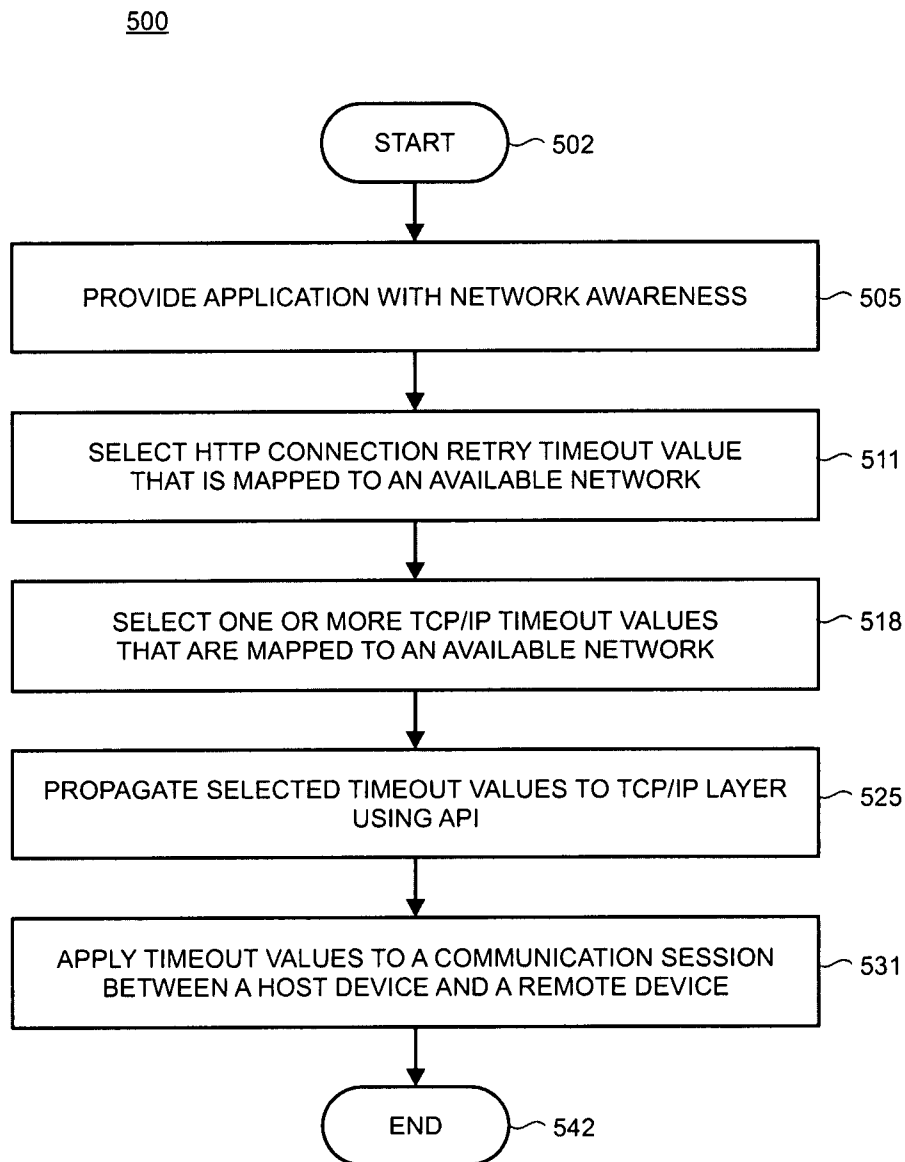 500
START
502
PROVIDE APPLICATION WITH NETWORK AWARENESS
505
SELECT HTTP CONNECTION RETRY TIMEOUT VALUE
THAT IS MAPPED TO AN AVAILABLE NETWORK
511
SELECT ONE OR MORE TCP/IP TIMEOUT VALUES
THAT ARE MAPPED TO AN AVAILABLE NETWORK
518
PROPAGATE SELECTED TIMEOUT VALUES TO TCP/IP LAYER
USING API
525
APPLY TIMEOUT VALUES TO A COMMUNICATION SESSION
BETWEEN A HOST DEVICE AND A REMOTE DEVICE
531
END
542